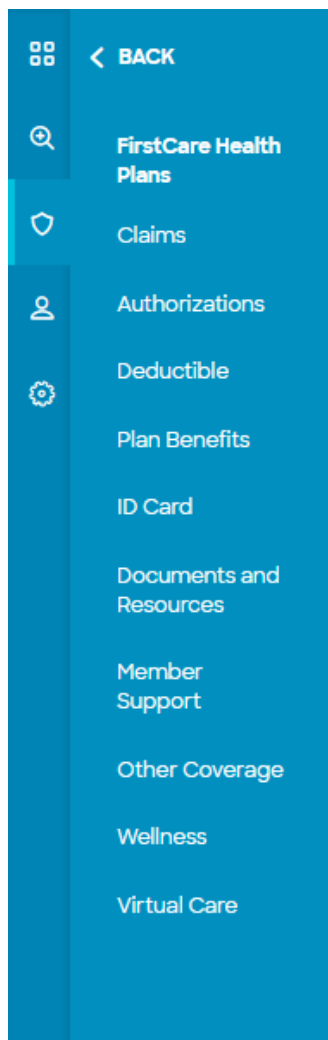 BACK
FirstCare Health
Plans
Claims
Authorizations
Deductible
Plan Benefits
ID Card
Documents and
Resources
Member
Support
Other Coverage
Wellness
Virtual Care